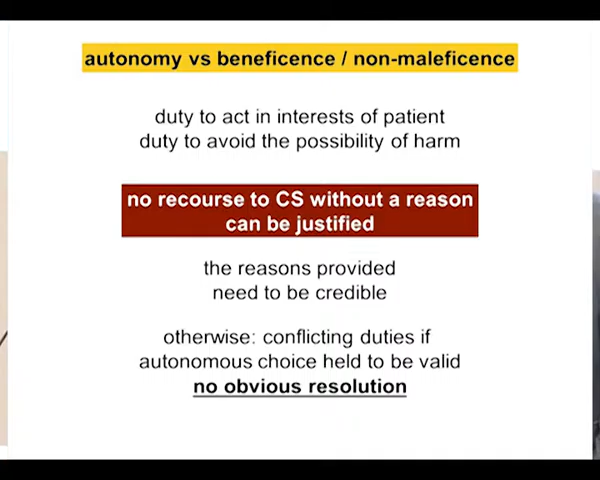 autonomy vs beneficence / non-maleficence
duty to act in interests of patient
duty to avoid the possibility of harm
no recourse to CS without a reason
can be justified
the reasons provided
need to be credible
otherwise: conflicting duties if
autonomous choice held to be valid
no obvious resolution